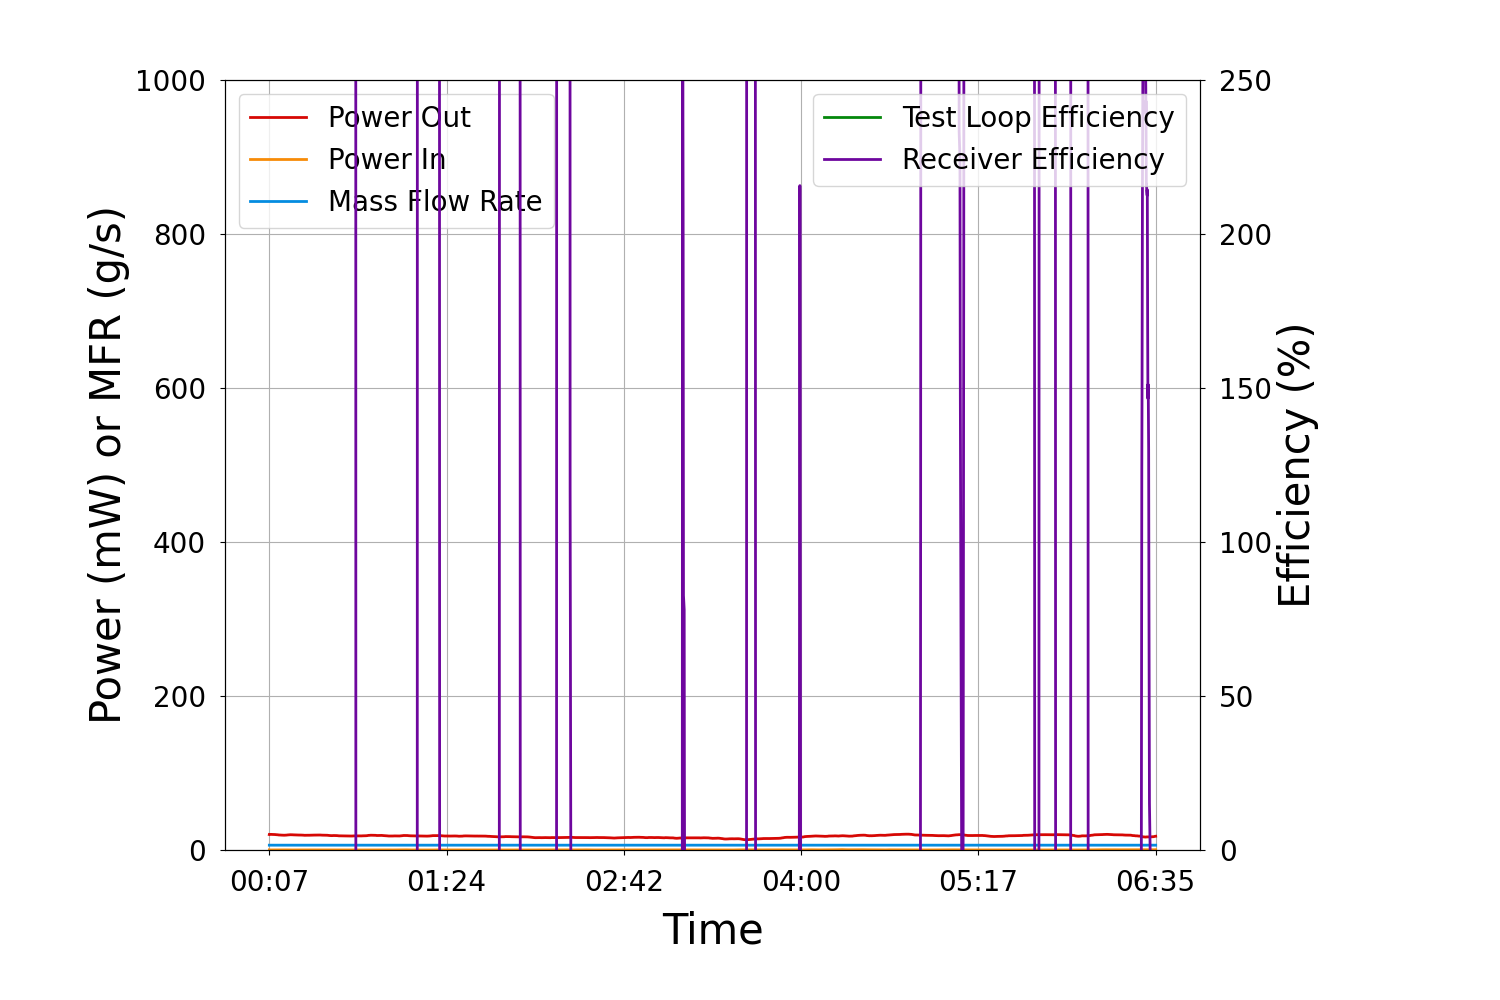 1000
800
600
400
200
0
Power (mW) or MFR (g/s)
Power Out
Power In
Mass Flow Rate
Test Loop Efficiency
Receiver Efficiency
250
200
150
100
50
0
Efficiency (%)
00:07 01:24 02:42 04:00 05:17 06:35
Time